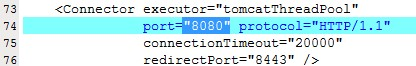 73 <Connector executor="tomcatThreadPool"
74 port="8080" protocol="HTTP/1.1"
75 connectionTimeout="20000"
76 redirectPort="8443" />